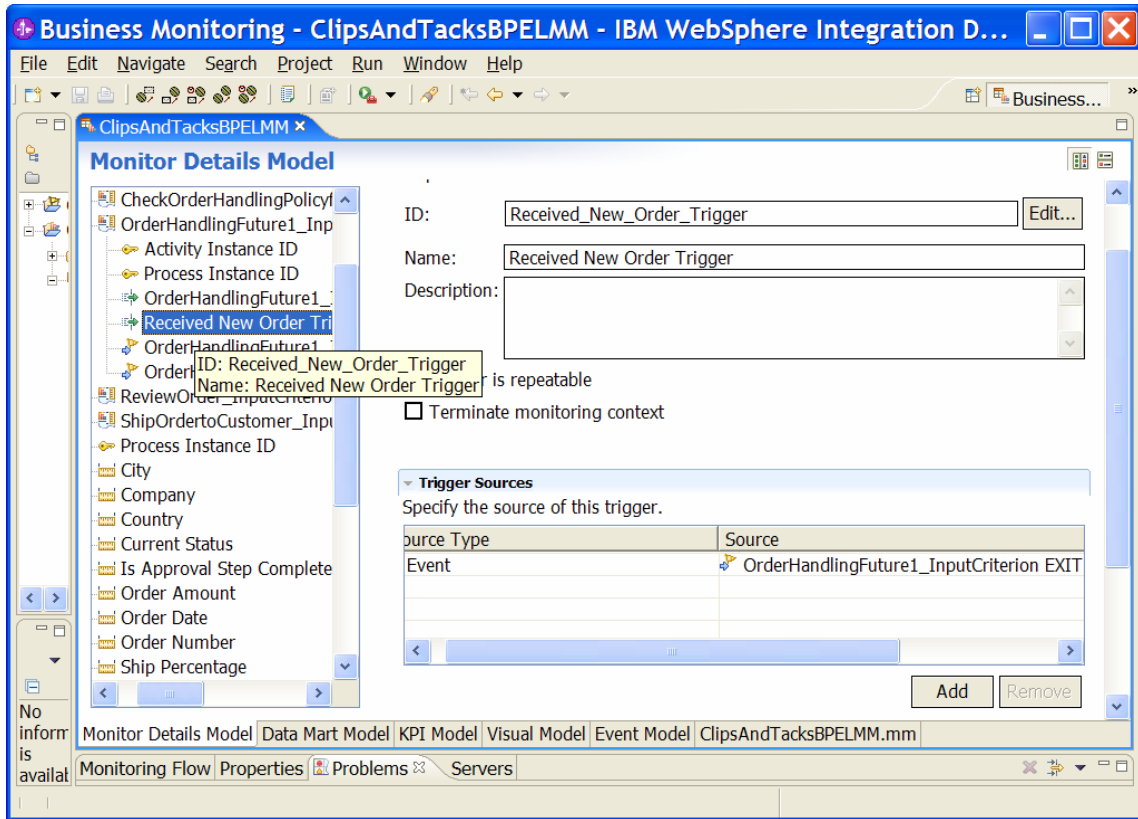 Business Monitoring - ClipsAndTacksBPELMM - IBM WebSphere Integration D...
File Edit Navigate Search Project Run Window Help
Business... »
ClipsAndTacksBPELMM
Monitor Details Model
CheckOrderHandlingPolicyf
OrderHandlingFuture1_Inp
Activity Instance ID
Process Instance ID
OrderHandlingFuture1_
Received New Order Tri
OrderHandlingFuture1_
OrderH
ID: Received_New_Order_Trigger
Name: Received New Order Trigger
ReviewOrder_InputCriterio
ShipOrdertoCustomer_Inpu
Process Instance ID
City
Company
Country
Current Status
Is Approval Step Complete
Order Amount
Order Date
Order Number
Ship Percentage
ID: Received_New_Order_Trigger Edit...
Name: Received New Order Trigger
Description:
r is repeatable
Terminate monitoring context
Trigger Sources
Specify the source of this trigger.
ource Type Source
Event OrderHandlingFuture1_InputCriterion EXIT
Add Remove
Monitor Details Model Data Mart Model KPI Model Visual Model Event Model ClipsAndTacksBPELMM.mm
Monitoring Flow Properties Problems Servers
No
inform
is
availab